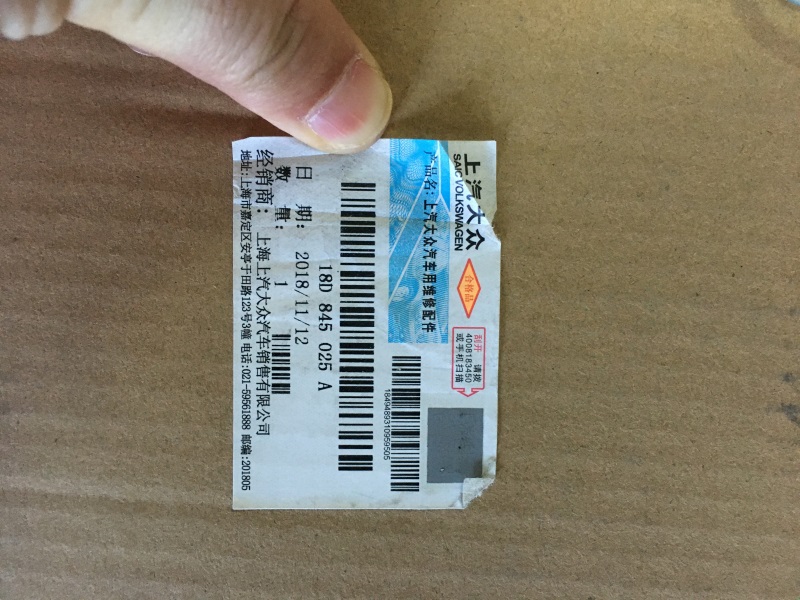 上汽大众
SAIC VOLKSWAGEN
合格品
刮开 请拨
4008183450
或手机扫描
产品名:上汽大众汽车用维修配件
1849489310959505
18D 845 025 A
日 期: 2018/11/12
数 量: 1
经销商: 上海上汽大众汽车销售有限公司
地址:上海市嘉定区安亭于田路123号3幢 电话:021-59561888 邮编:201805